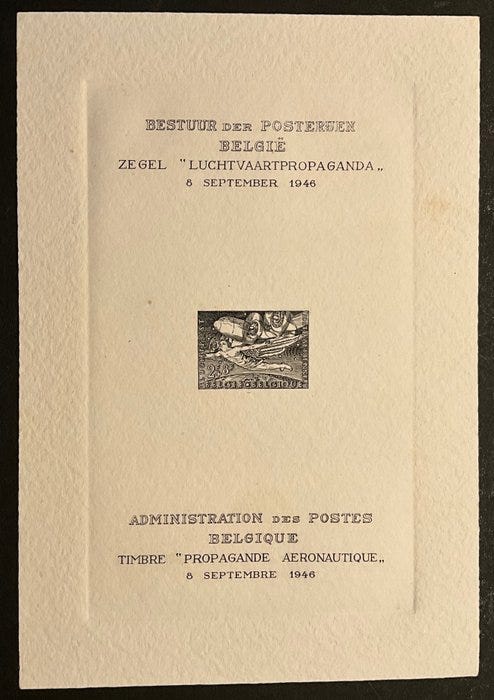 BESTUUR DER POSTERIJEN
BELGIË
ZEGEL "LUCHTVAARTPROPAGANDA„
8 SEPTEMBER 1946
BELGIE-BELGIQUE
ADMINISTRATION DES POSTES
BELGIQUE
TIMBRE "PROPAGANDE AERONAUTIQUE„
8 SEPTEMBRE 1946